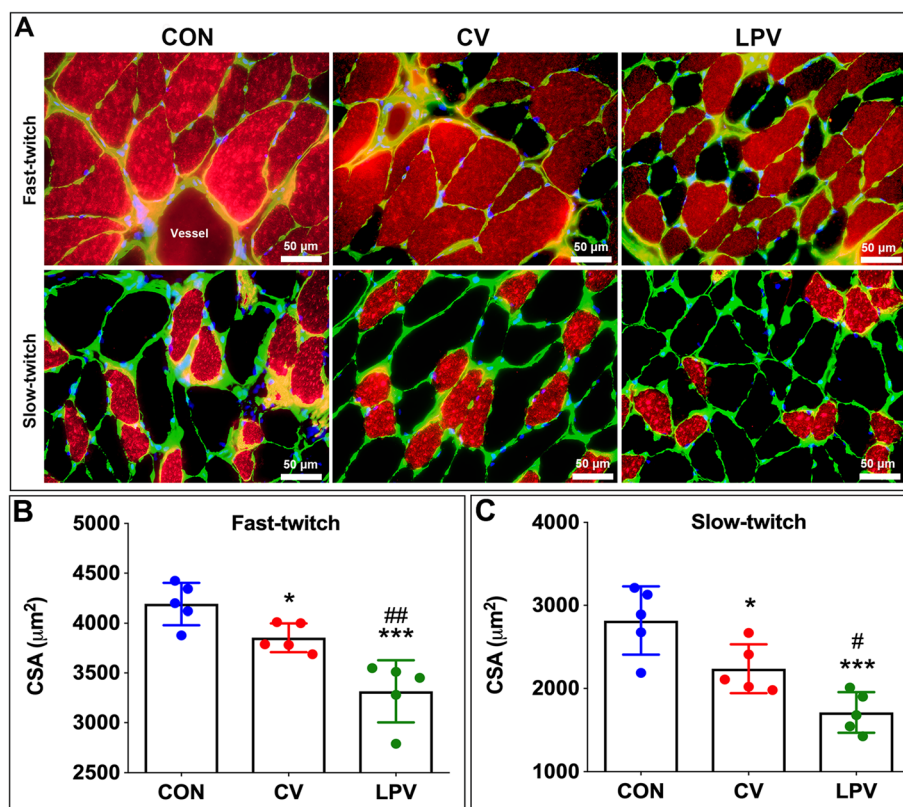 A
CON CV LPV
Fast-twitch
Vessel
50 µm 50 µm 50 µm
Slow-twitch
50 µm 50 µm 50 µm
B
Fast-twitch
CSA (µm²)
5000
4500
4000
3500
3000
2500
*
##
***
CON CV LPV
C
Slow-twitch
CSA (µm²)
4000
3000
2000
1000
*
#
***
CON CV LPV